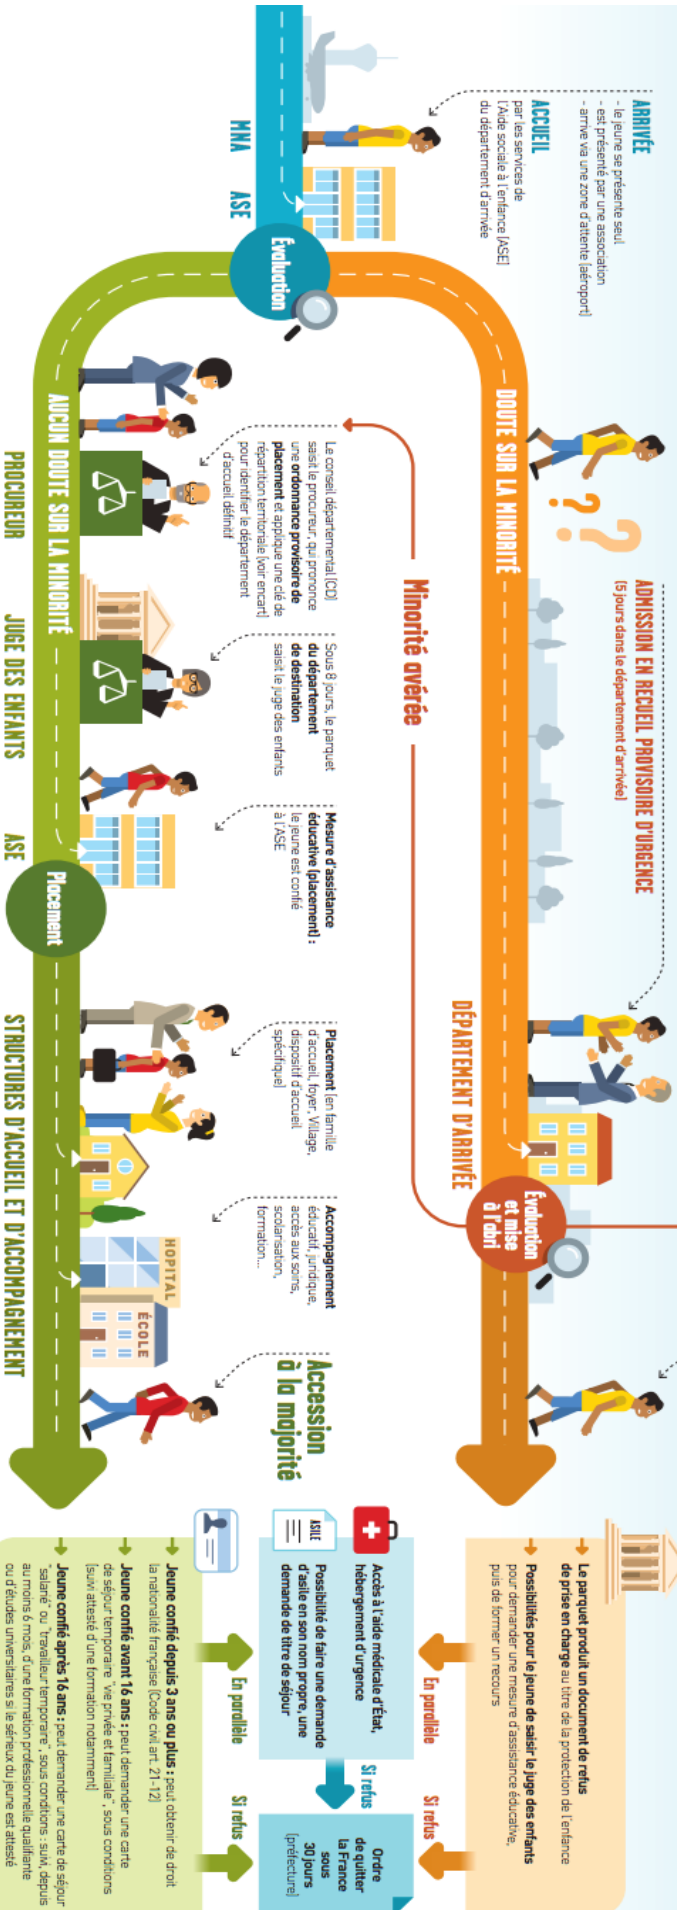 ARRIVÉE
- le jeune se présente seul
- est présenté par une association
- arrive via une zone d'attente (aéroport)
ACCUEIL
par les services de
l'Aide sociale à l'enfance (ASE)
du département d'arrivée
MNA
ASE
Évaluation
DOUTE SUR LA MINORITÉ
ADMISSION EN RECUEIL PROVISOIRE D'URGENCE
(5 jours dans le département d'arrivée)
DÉPARTEMENT D'ARRIVÉE
Évaluation
et mise
à l'abri
Minorité avérée
Le conseil départemental (CD)
saisit le procureur, qui prononce
une ordonnance provisoire de
placement et applique une clé de
répartition territoriale (voir encart)
pour identifier le département
d'accueil définitif
Sous 8 jours, le parquet
du département
de destination
saisit le juge des enfants
Mesure d'assistance
éducative (placement) :
le jeune est confié
à l'ASE
Placement (en famille
d'accueil, foyer, Village,
dispositif d'accueil
spécifique)
Accompagnement
éducatif, juridique,
accès aux soins,
scolarisation,
formation...
Accession
à la majorité
HOPITAL
ÉCOLE
AUCUN DOUTE SUR LA MINORITÉ
Placement
PROCUREUR
JUGE DES ENFANTS
ASE
STRUCTURES D'ACCUEIL ET D'ACCOMPAGNEMENT
Le parquet produit un document de refus
de prise en charge au titre de la protection de l'enfance
Possibilités pour le jeune de saisir le juge des enfants
pour demander une mesure d'assistance éducative,
puis de former un recours
En parallèle
Si refus
Accès à l'aide médicale d'État,
hébergement d'urgence
ASILE
Possibilité de faire une demande
d'asile en son nom propre, une
demande de titre de séjour
Si refus
Ordre
de quitter
la France
sous
30 jours
(préfecture)
En parallèle
Si refus
Jeune confié depuis 3 ans ou plus : peut obtenir de droit
la nationalité française (Code civil art. 21-12)
Jeune confié avant 16 ans : peut demander une carte
de séjour temporaire "vie privée et familiale", sous conditions
(suivi attesté d'une formation notamment)
Jeune confié après 16 ans : peut demander une carte de séjour
"salarié" ou "travailleur temporaire", sous conditions : suivi, depuis
au moins 6 mois, d'une formation professionnelle qualifiante
ou d'études universitaires si le sérieux du jeune est attesté